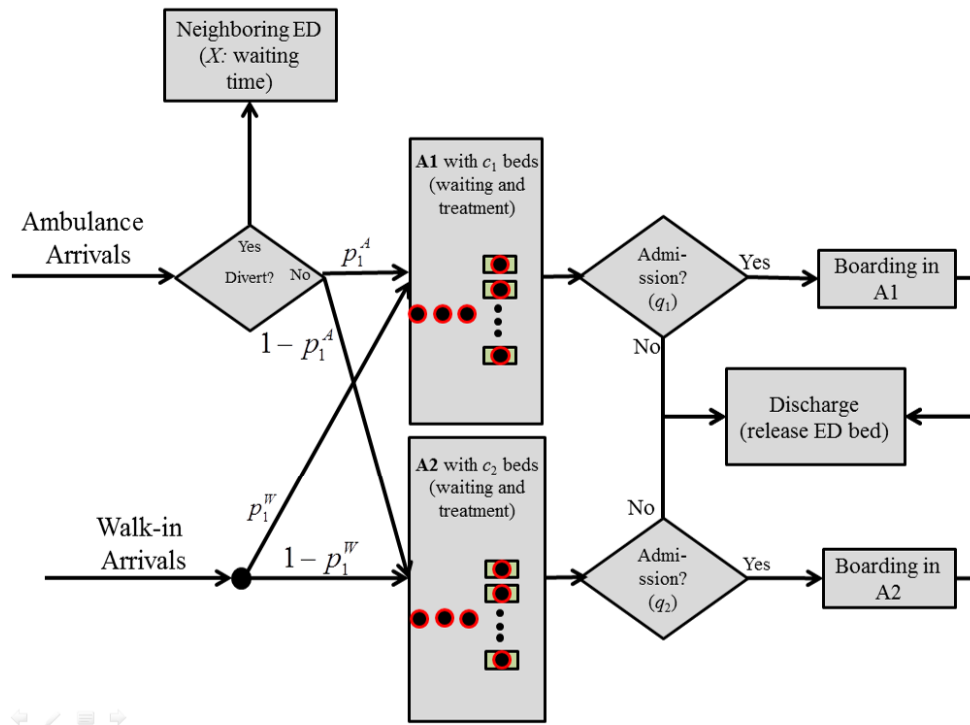 Neighboring ED
(X: waiting
time)
Ambulance
Arrivals
Yes
Divert?
No
p₁ᴬ
1 − p₁ᴬ
A1 with c₁ beds
(waiting and
treatment)
Admi-
ssion?
(q₁)
Yes
No
Boarding in
A1
Discharge
(release ED bed)
Walk-in
Arrivals
p₁ᵂ
1 − p₁ᵂ
A2 with c₂ beds
(waiting and
treatment)
No
Admi-
ssion?
(q₂)
Yes
Boarding in
A2